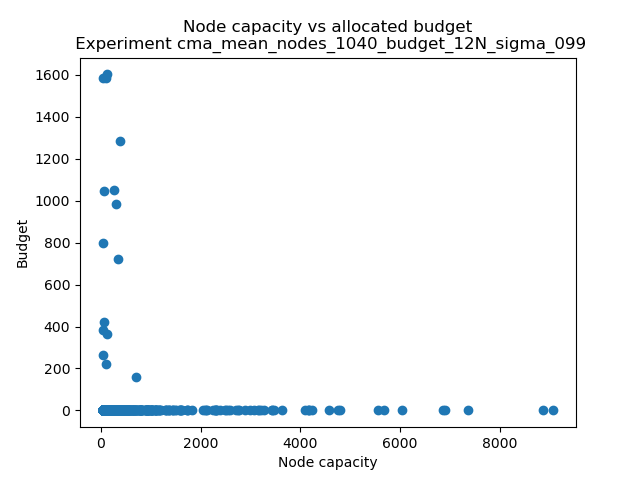 Node capacity vs allocated budget
Experiment cma_mean_nodes_1040_budget_12N_sigma_099
1600
1400
1200
1000
800
600
400
200
0
Budget
0 2000 4000 6000 8000
Node capacity